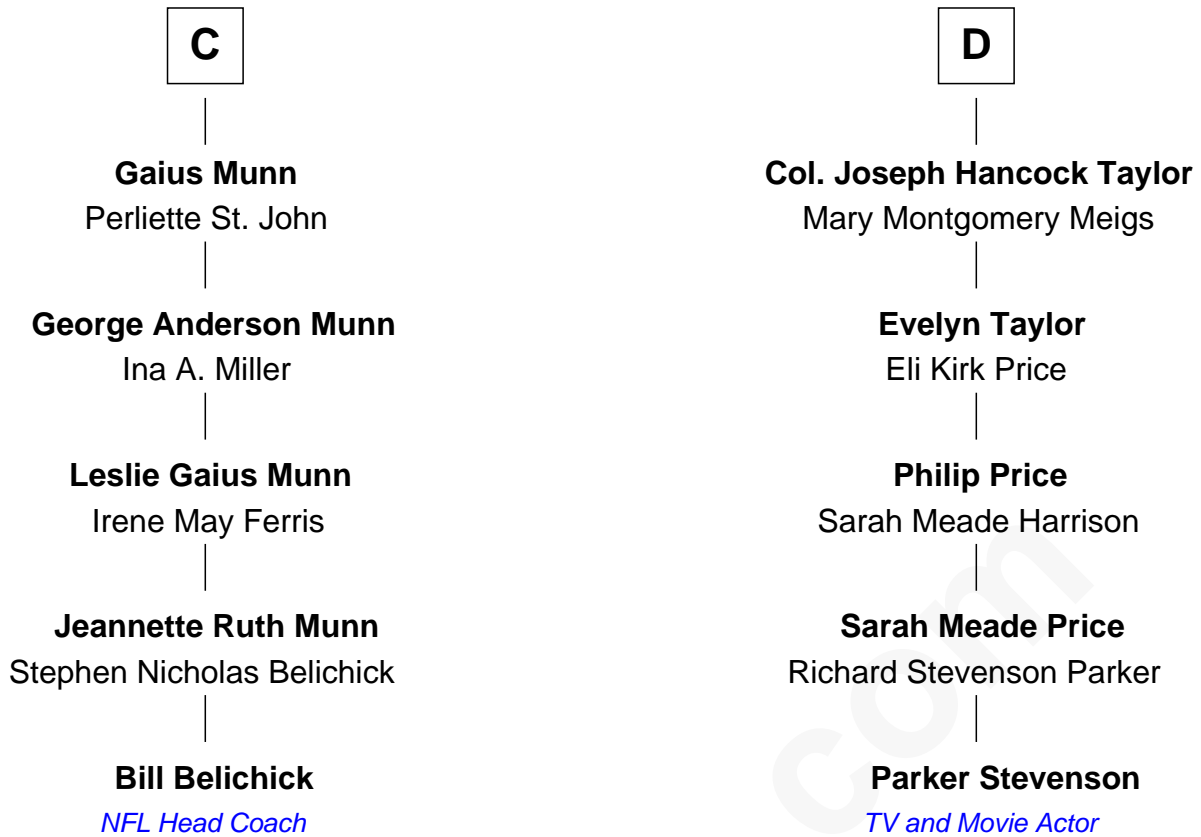 C
Gaius Munn
Perliette St. John
George Anderson Munn
Ina A. Miller
Leslie Gaius Munn
Irene May Ferris
Jeannette Ruth Munn
Stephen Nicholas Belichick
Bill Belichick
NFL Head Coach
D
Col. Joseph Hancock Taylor
Mary Montgomery Meigs
Evelyn Taylor
Eli Kirk Price
Philip Price
Sarah Meade Harrison
Sarah Meade Price
Richard Stevenson Parker
Parker Stevenson
TV and Movie Actor
com